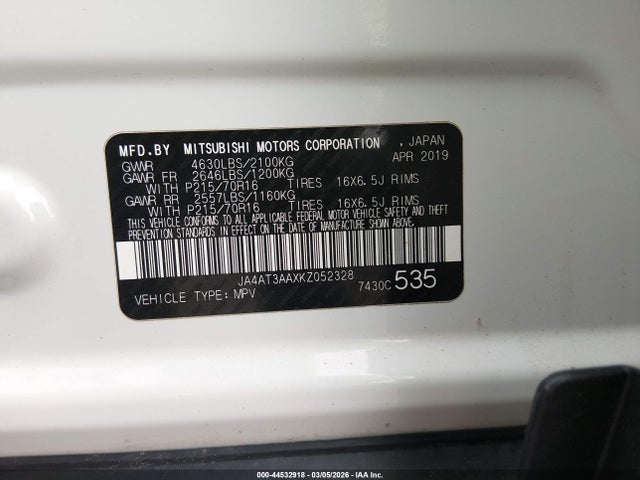 MFD.BY MITSUBISHI MOTORS CORPORATION . JAPAN
GVWR 4630LBS/2100KG APR 2019
GAWR FR 2646LBS/1200KG
WITH P215/70R16 TIRES 16X6.5J RIMS
GAWR RR 2557LBS/1160KG
WITH P215/70R16 TIRES 16X6.5J RIMS
THIS VEHICLE CONFORMS TO ALL APPLICABLE FEDERAL MOTOR VEHICLE SAFETY AND THEFT
PREVENTION STANDARDS IN EFFECT ON THE DATE OF MANUFACTURE SHOWN ABOVE.
JA4AT3AAXKZ052328
VEHICLE TYPE: MPV 7430C 535
000-44532918 - 03/05/2026 - IAA Inc.